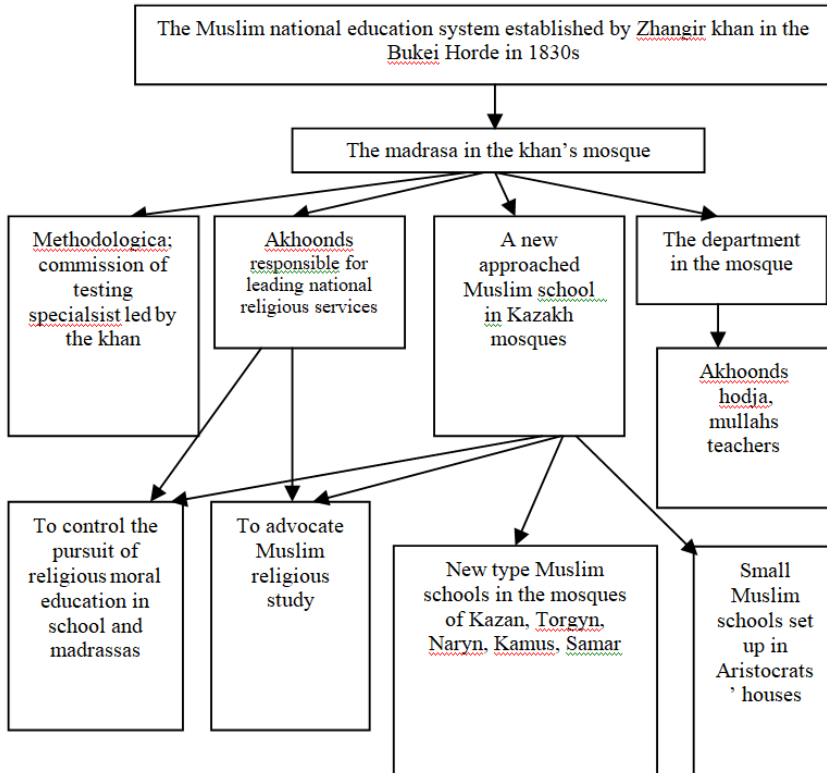 The Muslim national education system established by Zhangir khan in the
Bukei Horde in 1830s
The madrasa in the khan’s mosque
Methodologica;
commission of
testing
specialsist led by
the khan
Akhoonds
responsible for
leading national
religious services
A new
approached
Muslim school
in Kazakh
mosques
The department
in the mosque
Akhoonds
hodja,
mullahs
teachers
To control the
pursuit of
religious moral
education in
school and
madrassas
To advocate
Muslim
religious
study
New type Muslim
schools in the mosques
of Kazan, Torgyn,
Naryn, Kamus, Samar
Small
Muslim
schools set
up in
Aristocrats
’ houses